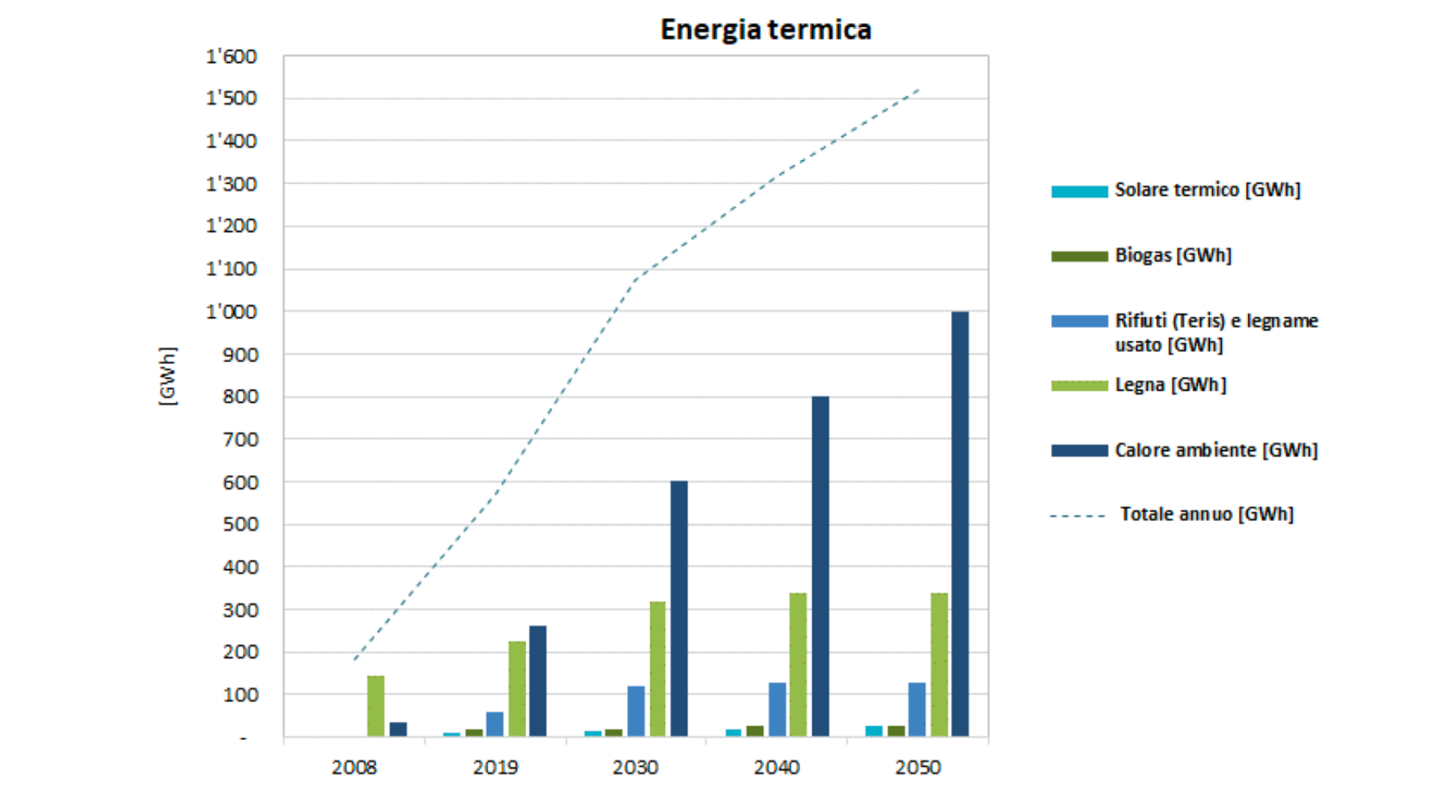 Energia termica
1'600
1'500
1'400
1'300
1'200
1'100
1'000
900
800
700
600
500
400
300
200
100
-
[GWh]
2008 2019 2030 2040 2050
Solare termico [GWh]
Biogas [GWh]
Rifiuti (Teris) e legname
usato [GWh]
Legna [GWh]
Calore ambiente [GWh]
Totale annuo [GWh]